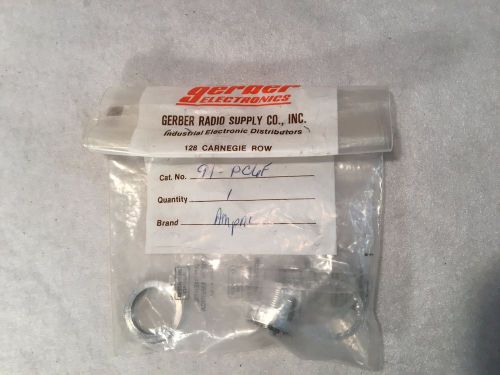 gerber
ELECTRONICS
GERBER RADIO SUPPLY CO., INC.
Industrial Electronic Distributors
128 CARNEGIE ROW
Cat. No. 91-PC6F
Quantity 1
Brand